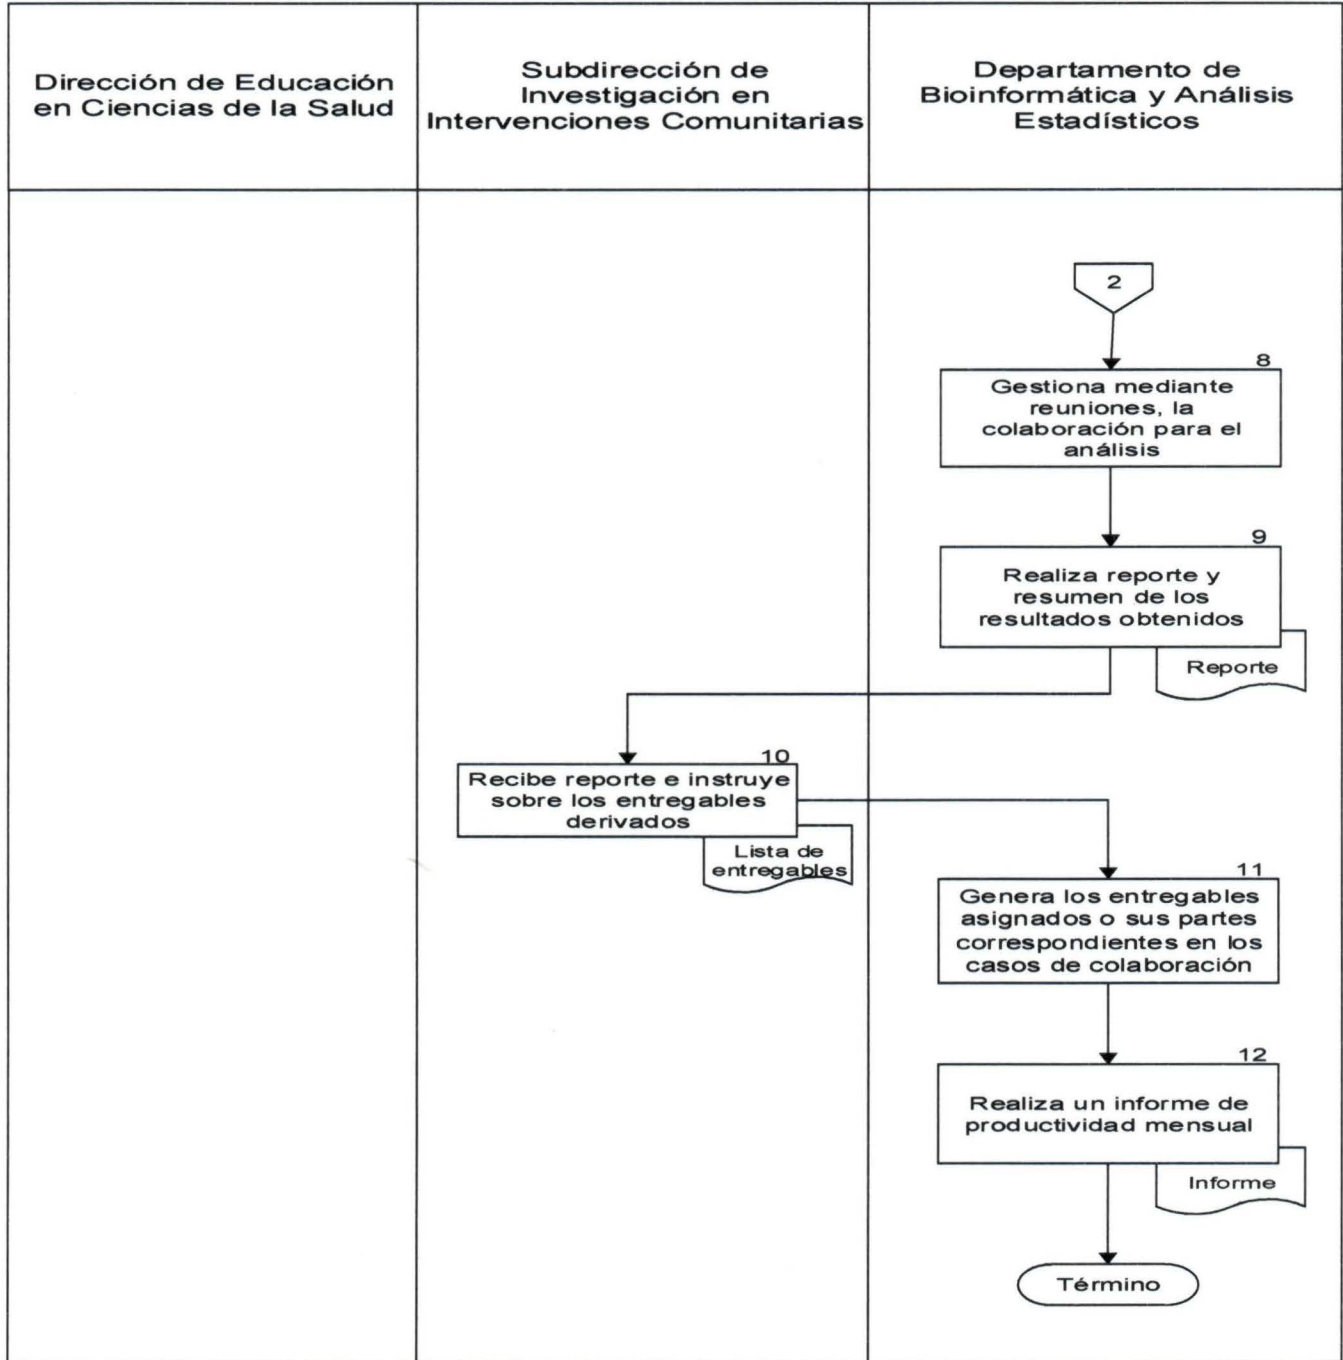 Dirección de Educación
en Ciencias de la Salud
Subdirección de
Investigación en
Intervenciones Comunitarias
Departamento de
Bioinformática y Análisis
Estadísticos
2
8
Gestiona mediante
reuniones, la
colaboración para el
análisis
9
Realiza reporte y
resumen de los
resultados obtenidos
Reporte
10
Recibe reporte e instruye
sobre los entregables
derivados
Lista de
entregables
11
Genera los entregables
asignados o sus partes
correspondientes en los
casos de colaboración
12
Realiza un informe de
productividad mensual
Informe
Término